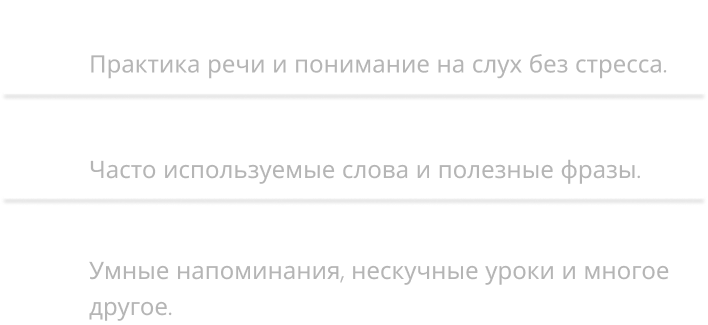 Практика речи и понимание на слух без стресса.
Часто используемые слова и полезные фразы.
Умные напоминания, нескучные уроки и многое
другое.